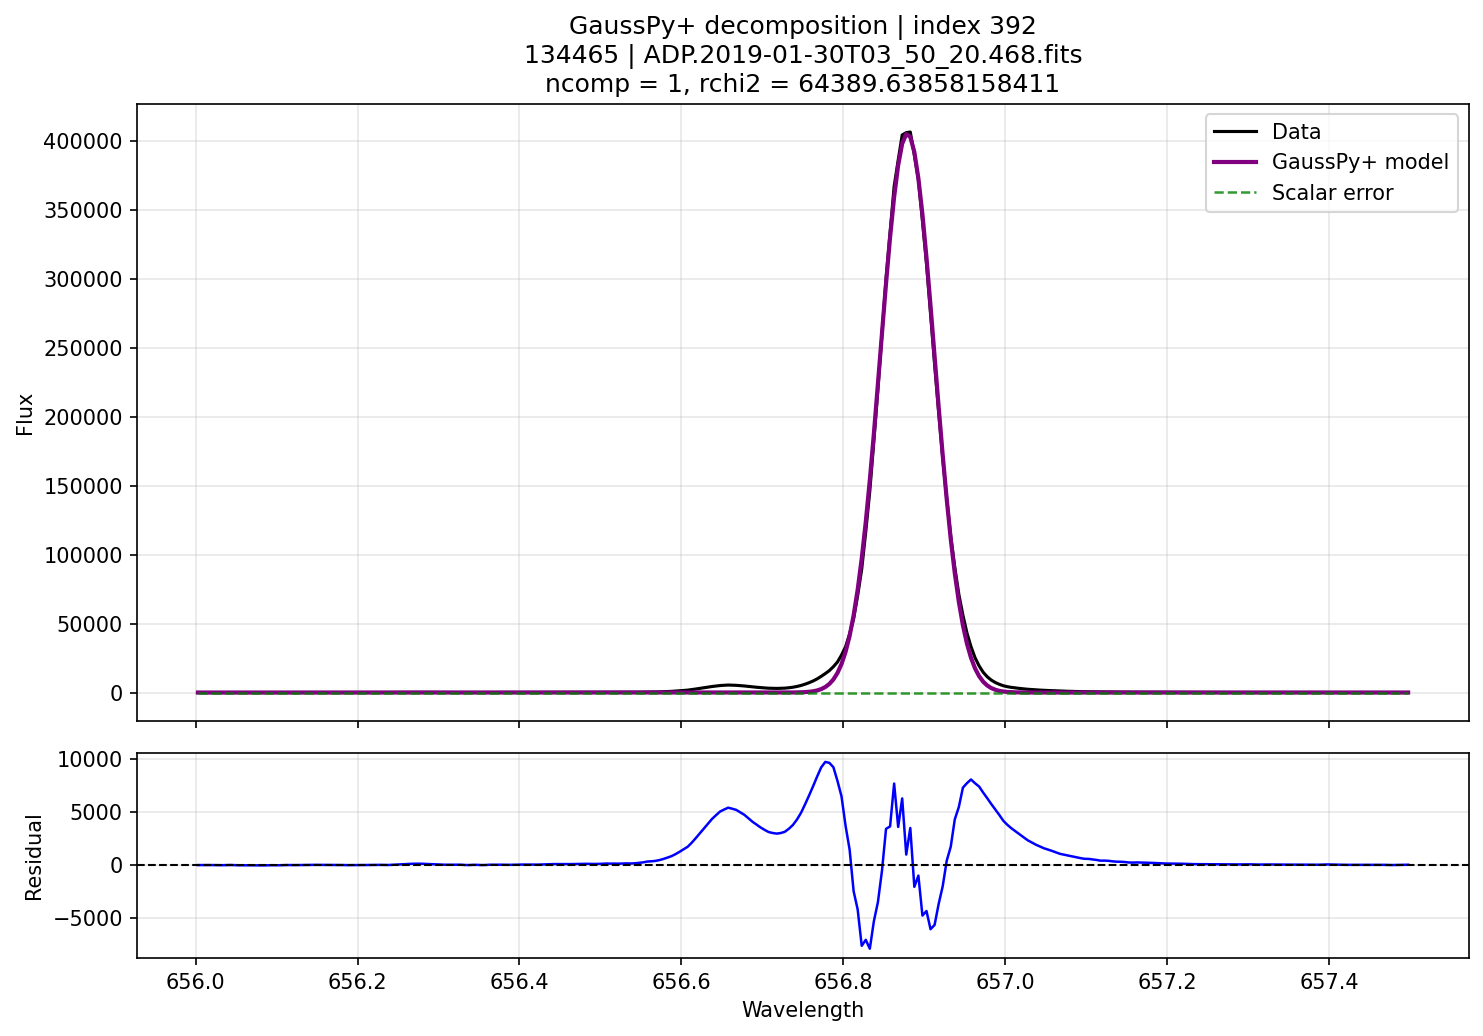 GaussPy+ decomposition | index 392
134465 | ADP.2019-01-30T03_50_20.468.fits
ncomp = 1, rchi2 = 64389.63858158411
Data
GaussPy+ model
Scalar error
Flux
400000
350000
300000
250000
200000
150000
100000
50000
0
Residual
10000
5000
0
−5000
656.0
656.2
656.4
656.6
656.8
657.0
657.2
657.4
Wavelength